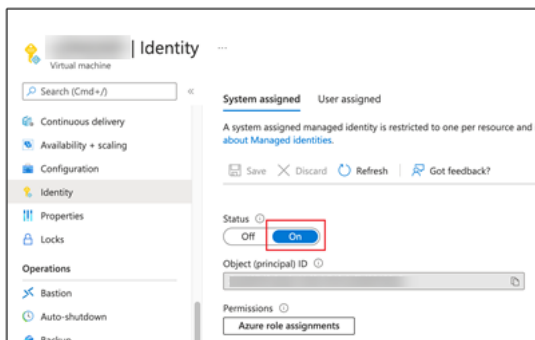 | Identity ...
Virtual machine
Search (Cmd+/)
«
Continuous delivery
Availability + scaling
Configuration
Identity
Properties
Locks
Operations
Bastion
Auto-shutdown
Backup
System assigned User assigned
A system assigned managed identity is restricted to one per resource and
about Managed identities.
Save Discard Refresh Got feedback?
Status
Off On
Object (principal) ID
Permissions
Azure role assignments